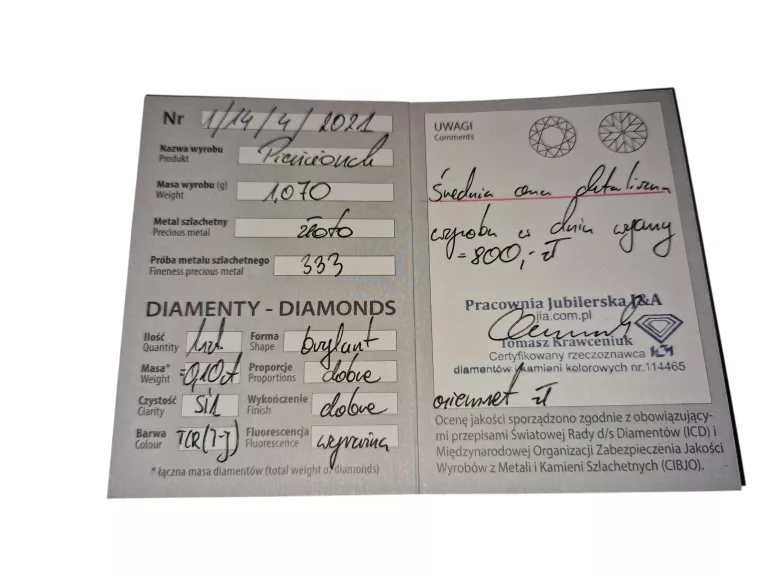 Nr 1/14/4/2021
Nazwa wyrobu
Produkt
Pierścionek
Masa wyrobu (g)
Weight
1,070
Metal szlachetny
Precious metal
złoto
Próba metalu szlachetnego
Fineness precious metal
333
DIAMENTY - DIAMONDS
Ilość
Quantity
Forma
Shape
brylant
Masa*
Weight
~0,10ct
Proporcje
Proportions
dobre
Czystość
Clarity
Si1
Wykończenie
Finish
dobre
Barwa
Colour
TCR(I-J)
Fluorescencja
Fluorescence
* łączna masa diamentów (total weight of diamonds)
UWAGI
Comments
Średnia cena detaliczna
wyrobu w dniu wyceny
= 800,- zł
Pracownia Jubilerska J&A
jja.com.pl
Tomasz Krawceniuk
Certyfikowany rzeczoznawca
diamentów i kamieni kolorowych nr.114465
osiemset zł
Ocenę jakości sporządzono zgodnie z obowiązujący-
mi przepisami Światowej Rady d/s Diamentów (ICD) i
Międzynarodowej Organizacji Zabezpieczenia Jakości
Wyrobów z Metali i Kamieni Szlachetnych (CIBJO).